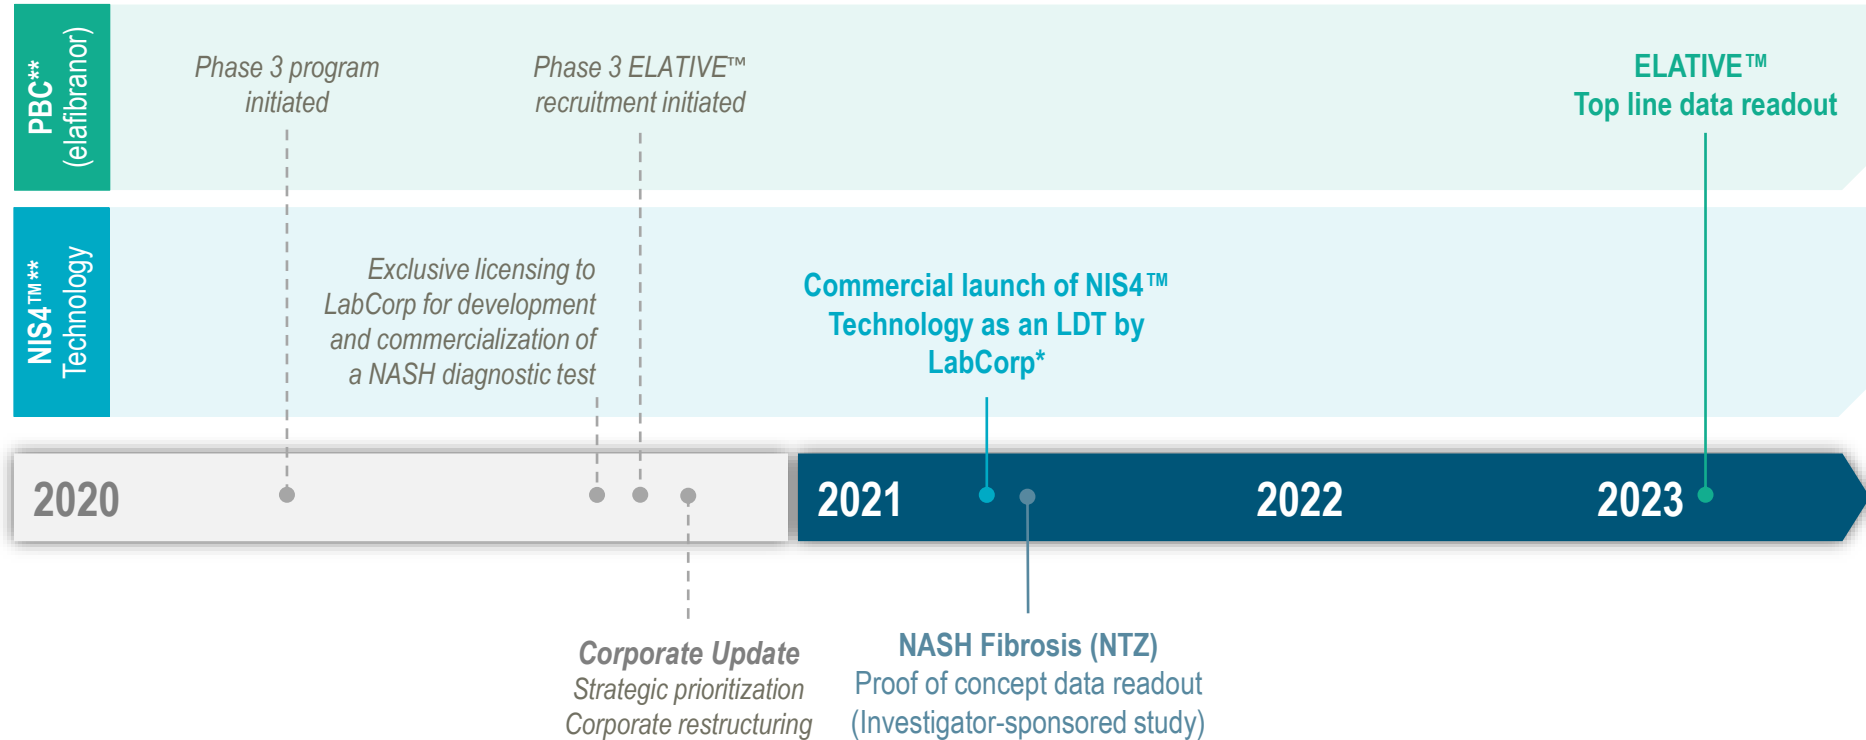 PBC**
(elafibranor)
Phase 3 program
initiated
Phase 3 ELATIVE™
recruitment initiated
ELATIVE™
Top line data readout
NIS4™**
Technology
Exclusive licensing to
LabCorp for development
and commercialization of
a NASH diagnostic test
Commercial launch of NIS4™
Technology as an LDT by
LabCorp*
2020
2021
2022
2023
Corporate Update
Strategic prioritization
Corporate restructuring
NASH Fibrosis (NTZ)
Proof of concept data readout
(Investigator-sponsored study)